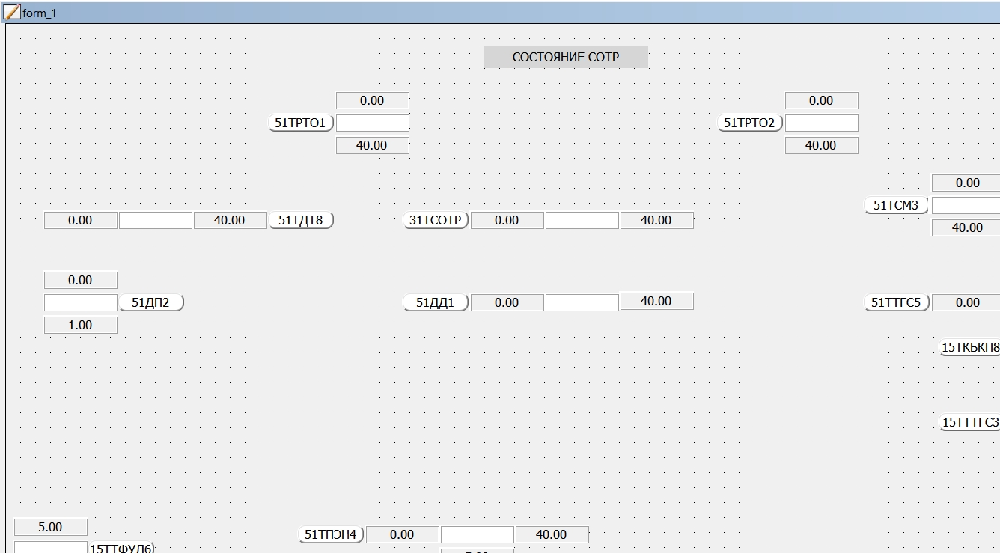 form_1
СОСТОЯНИЕ СОТР
0.00 0.00
51ТРТО1 51ТРТО2
40.00 40.00
0.00
51ТСМ3
0.00 40.00 51ТДТ8 31ТСОТР 0.00 40.00
40.00
0.00
51ДП2 51ДД1 0.00 40.00 51ТТГС5 0.00
1.00
15ТКБКП8
15ТТТГС3
5.00
51ТПЭН4 0.00 40.00
15ТТФУЛ6